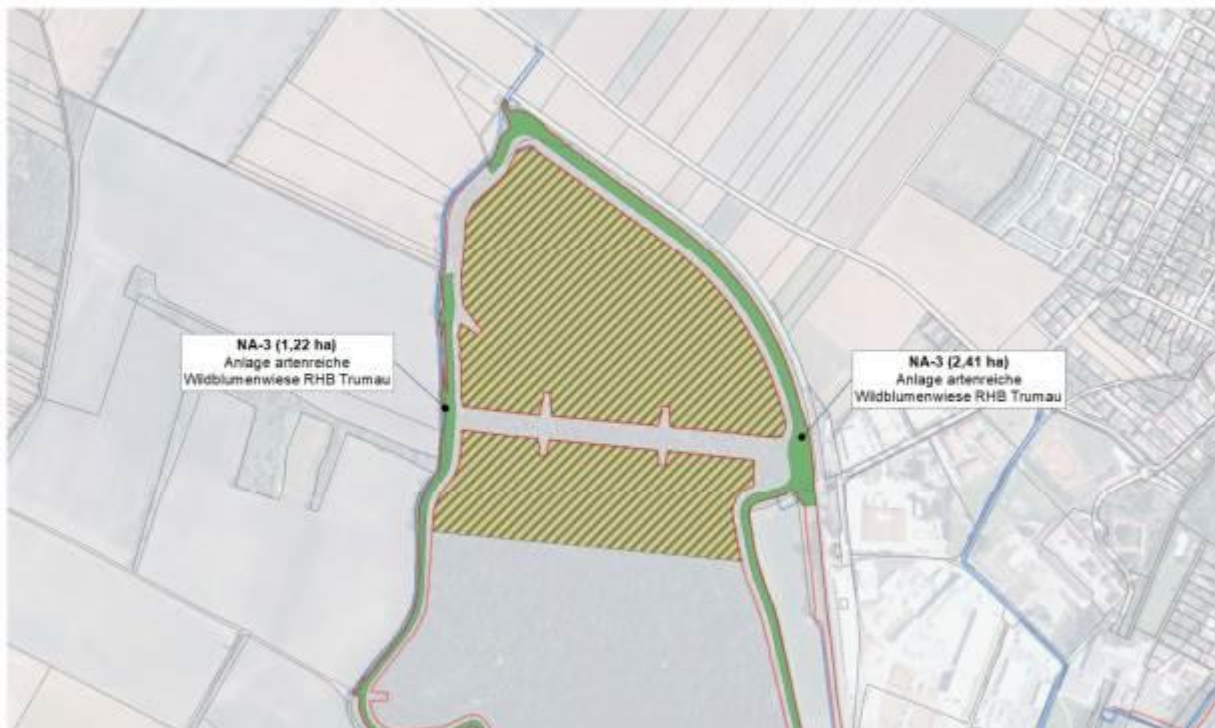 NA-3 (1,22 ha)
Anlage artenreiche
Wildblumenwiese RHB Trumau
NA-3 (2,41 ha)
Anlage artenreiche
Wildblumenwiese RHB Trumau